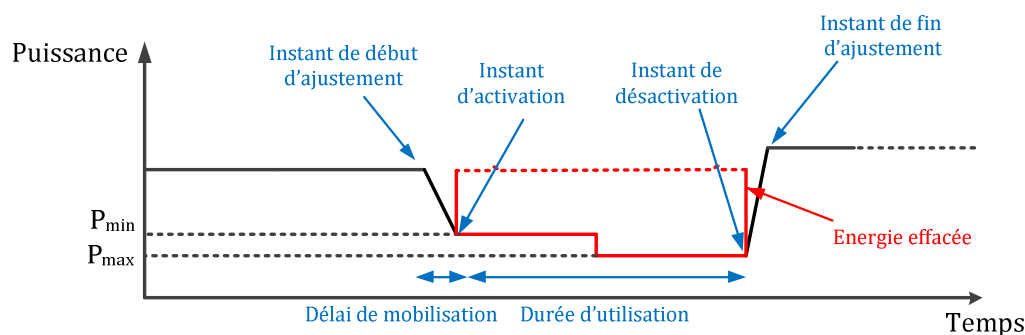 Puissance
Instant de début
d'ajustement
Instant
d'activation
Instant de
désactivation
Instant de fin
d'ajustement
Pmin
Pmax
Energie effacée
Délai de mobilisation
Durée d'utilisation
Temps